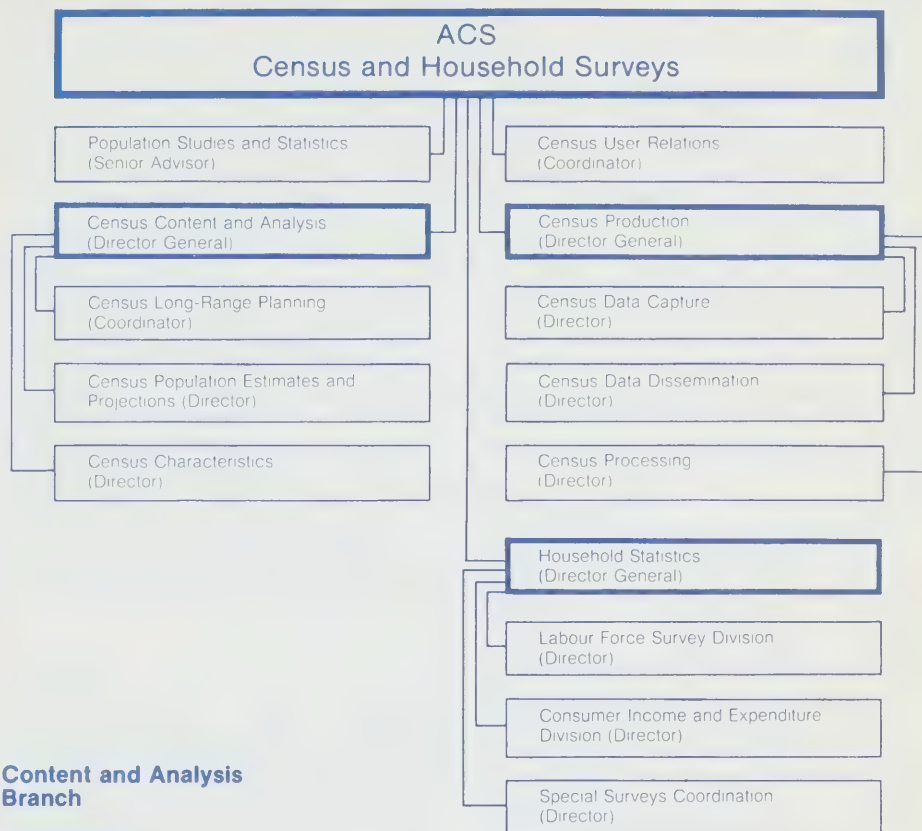 ACS
Census and Household Surveys
Population Studies and Statistics
(Senior Advisor)
Census User Relations
(Coordinator)
Census Content and Analysis
(Director General)
Census Production
(Director General)
Census Long-Range Planning
(Coordinator)
Census Data Capture
(Director)
Census Population Estimates and
Projections (Director)
Census Data Dissemination
(Director)
Census Characteristics
(Director)
Census Processing
(Director)
Household Statistics
(Director General)
Labour Force Survey Division
(Director)
Consumer Income and Expenditure
Division (Director)
Special Surveys Coordination
(Director)
Content and Analysis
Branch